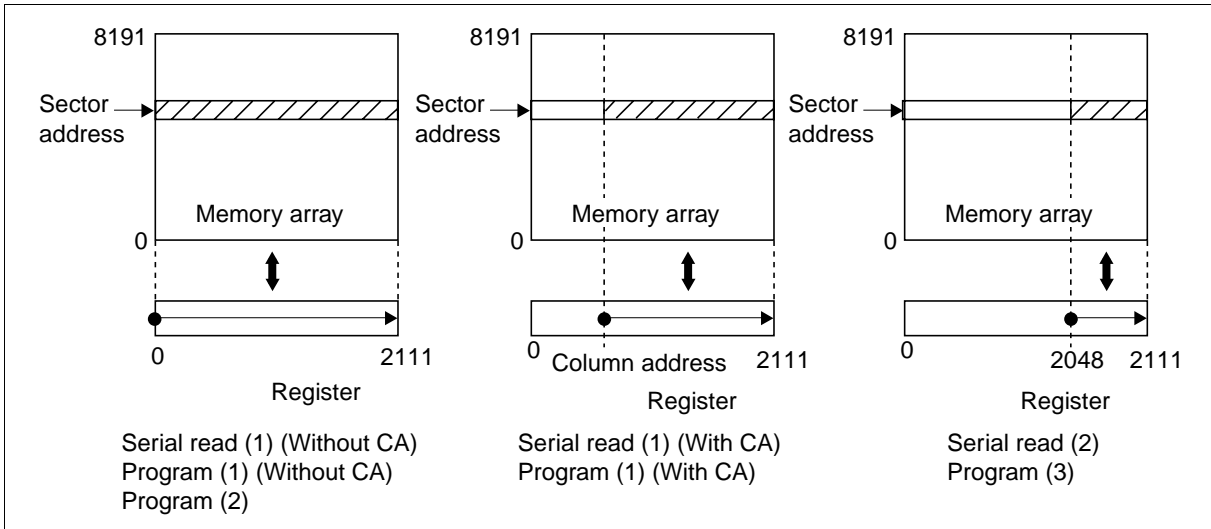 8191
Sector
address
Memory array
0
0
2111
Register
Serial read (1) (Without CA)
Program (1) (Without CA)
Program (2)
8191
Sector
address
Memory array
0
0
Column address
2111
Register
Serial read (1) (With CA)
Program (1) (With CA)
8191
Sector
address
Memory array
0
0
2048
2111
Register
Serial read (2)
Program (3)